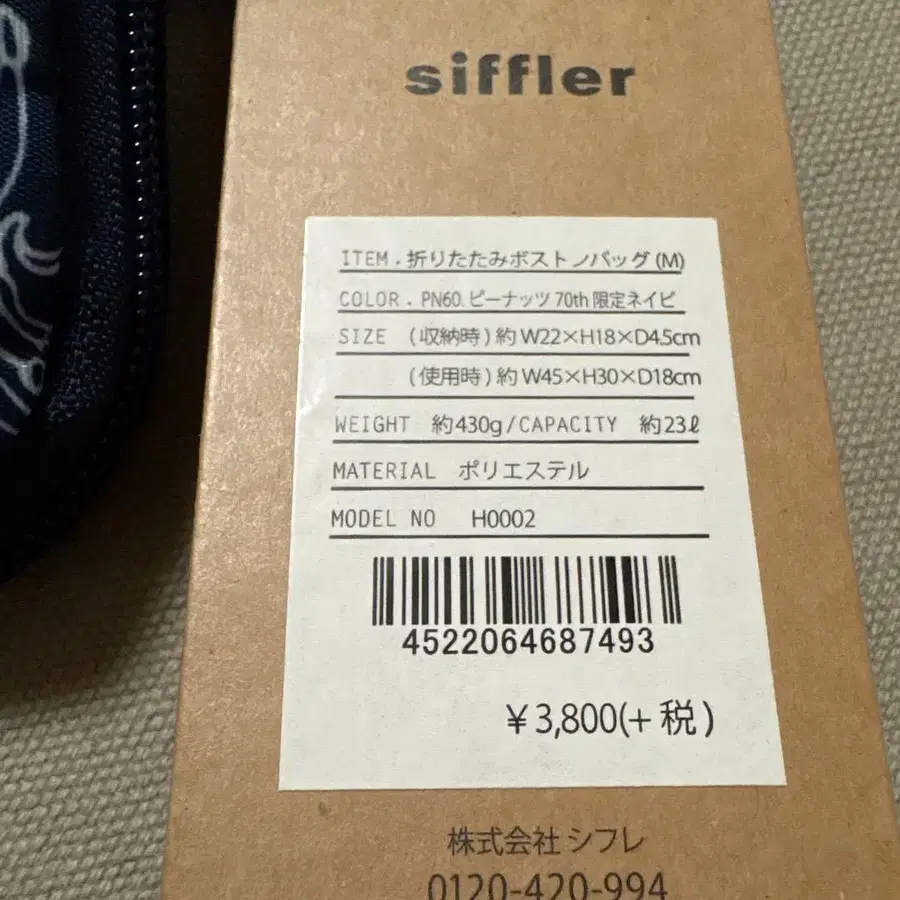 siffler
ITEM . 折りたたみボストンバッグ (M)
COLOR . PN60. ピーナッツ 70th 限定ネイビ
SIZE (収納時) 約 W22×H18×D4.5cm
(使用時) 約 W45×H30×D18cm
WEIGHT 約430g/CAPACITY 約23ℓ
MATERIAL ポリエステル
MODEL NO H0002
4522064687493
¥3,800(+ 税)
株式会社 シフレ
0120-420-994